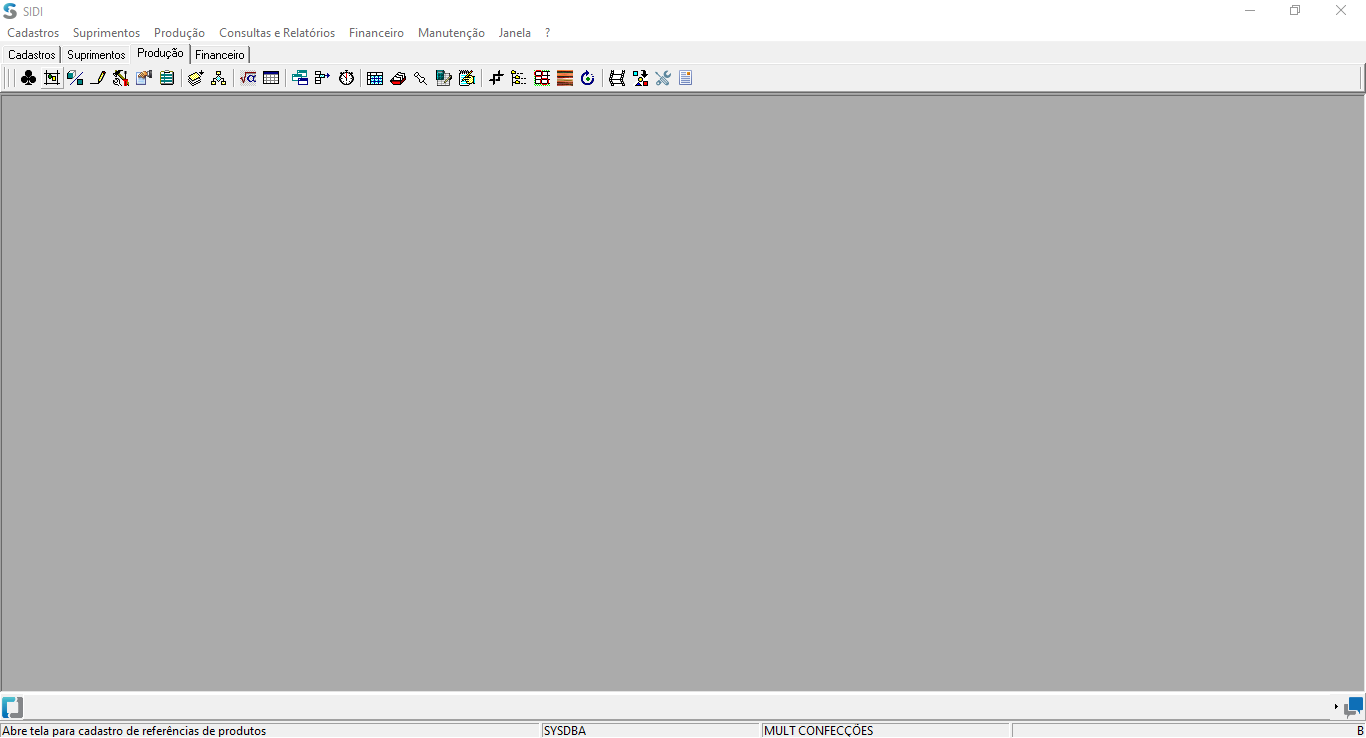 SIDI
Cadastros Suprimentos Produção Consultas e Relatórios Financeiro Manutenção Janela ?
Cadastros Suprimentos Produção Financeiro
Abre tela para cadastro de referências de produtos SYSDBA MULT CONFECÇÕES B